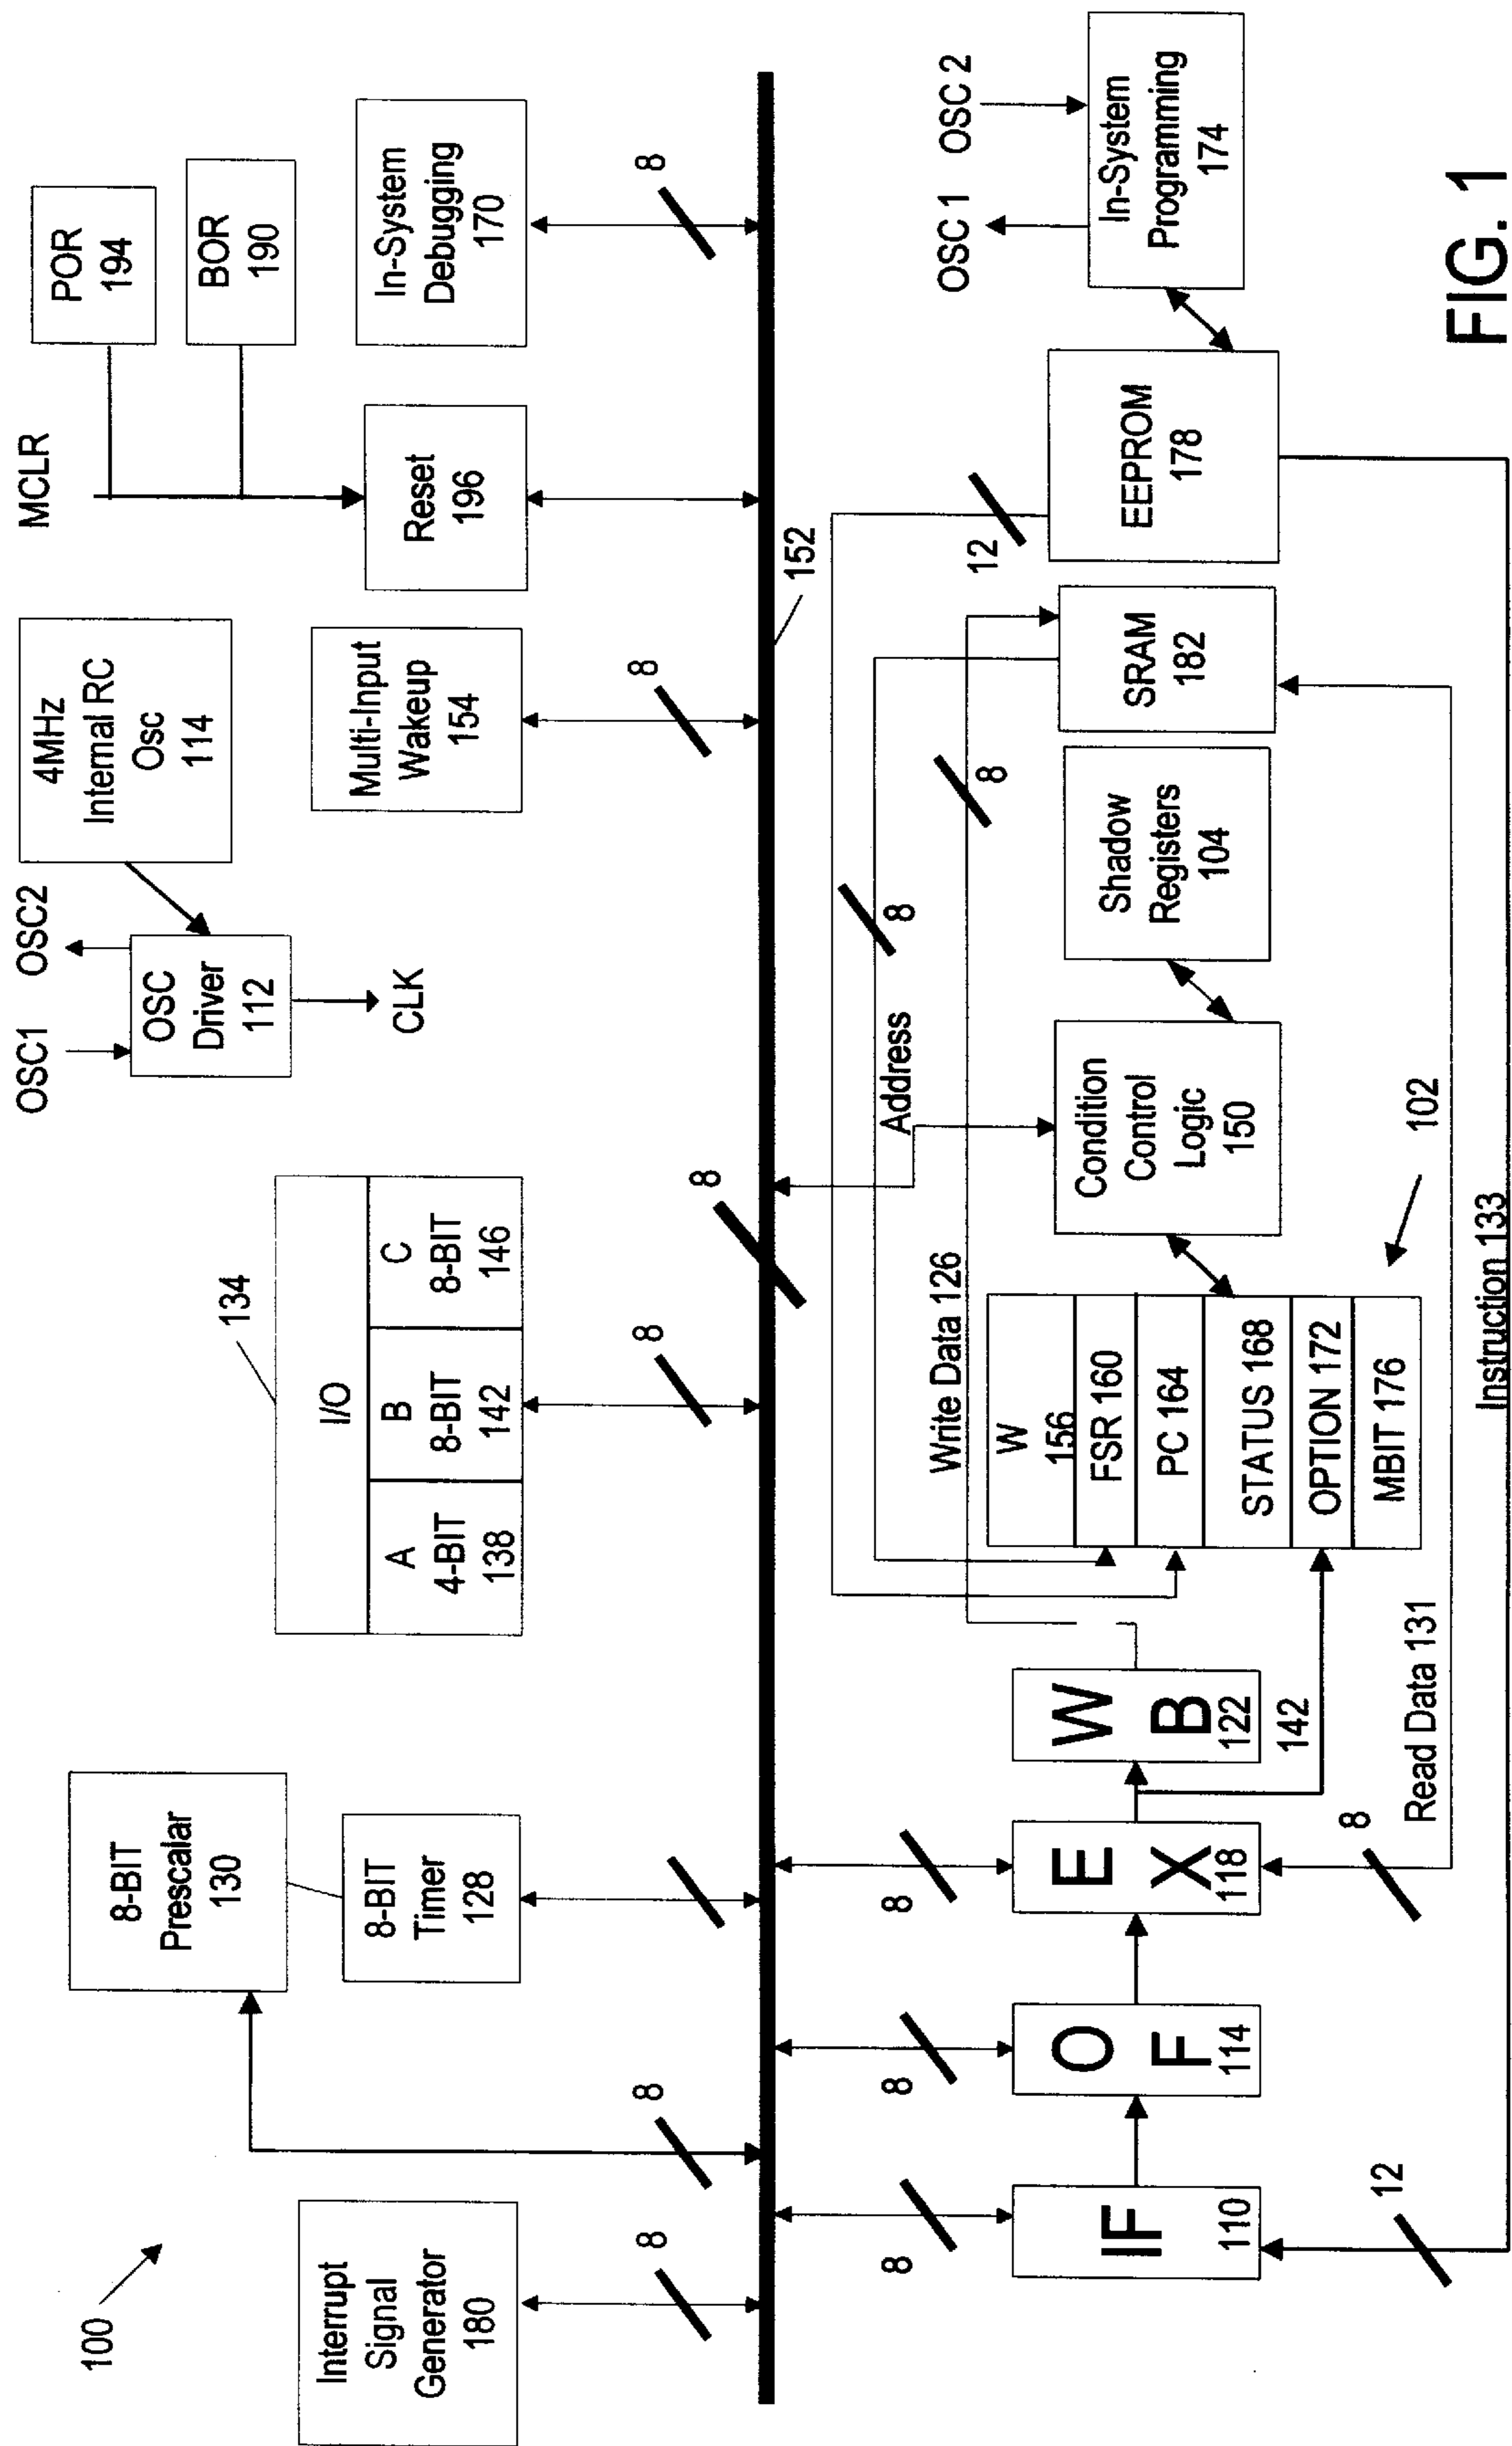 100
Interrupt
Signal
Generator
180
8
8-BIT
Prescalar
130
8
8-BIT
Timer
128
134
I/O
A
4-BIT
138
B
8-BIT
142
C
8-BIT
146
8
8
OSC1
OSC2
OSC
Driver
112
CLK
4MHz
Internal RC
Osc
114
Multi-Input
Wakeup
154
8
MCLR
POR
194
BOR
190
Reset
196
In-System
Debugging
170
8
152
8
IF
110
12
8
O
F
114
8
E
X
118
8
W
B
122
142
Read Data 131
Write Data 126
W
156
FSR 160
PC 164
STATUS 168
OPTION 172
MBIT 176
102
Address
Condition
Control
Logic
150
8
Shadow
Registers
104
8
SRAM
182
12
EEPROM
178
OSC 1
OSC 2
In-System
Programming
174
Instruction 133
FIG. 1